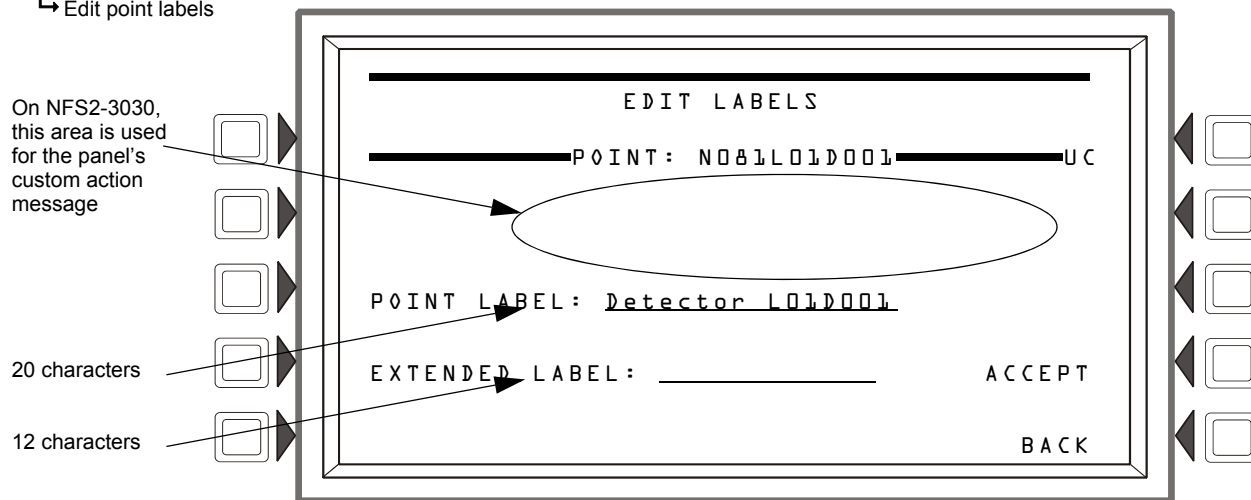 Edit point labels
EDIT LABELS
On NFS2-3030,
this area is used
for the panel's
custom action
message
POINT: N081L01D001
UC
POINT LABEL: Detector L01D001
20 characters
EXTENDED LABEL:
ACCEPT
12 characters
BACK